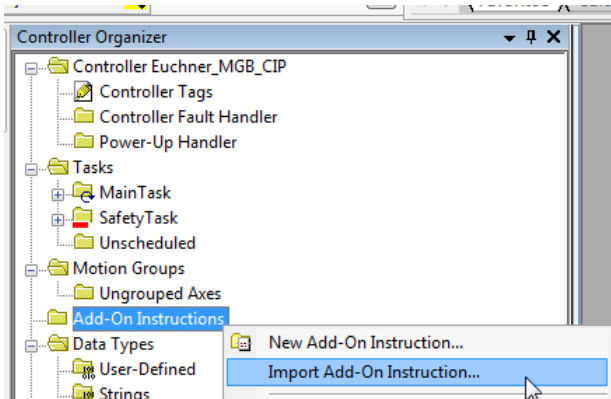 Controller Organizer
Controller Euchner_MGB_CIP
Controller Tags
Controller Fault Handler
Power-Up Handler
Tasks
MainTask
SafetyTask
Unscheduled
Motion Groups
Ungrouped Axes
Add-On Instructions
New Add-On Instruction...
Data Types
User-Defined
Import Add-On Instruction...
Strings